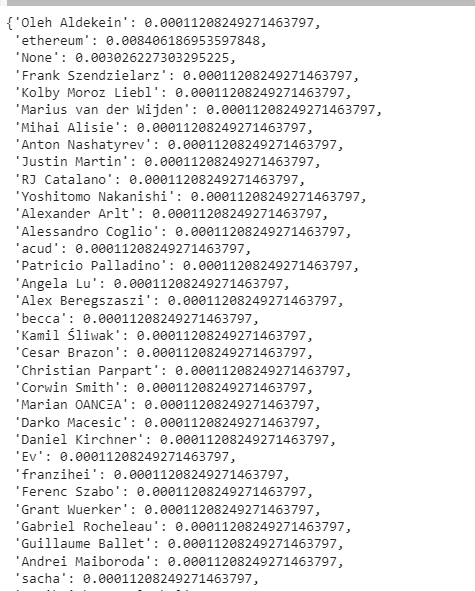 {'Oleh Aldekein': 0.00011208249271463797,
'ethereum': 0.008406186953597848,
'None': 0.003026227303295225,
'Frank Szendzielarz': 0.00011208249271463797,
'Kolby Moroz Liebl': 0.00011208249271463797,
'Marius van der Wijden': 0.00011208249271463797,
'Mihai Alisie': 0.00011208249271463797,
'Anton Nashatyrev': 0.00011208249271463797,
'Justin Martin': 0.00011208249271463797,
'RJ Catalano': 0.00011208249271463797,
'Yoshitomo Nakanishi': 0.00011208249271463797,
'Alexander Arlt': 0.00011208249271463797,
'Alessandro Coglio': 0.00011208249271463797,
'acud': 0.00011208249271463797,
'Patricio Palladino': 0.00011208249271463797,
'Angela Lu': 0.00011208249271463797,
'Alex Beregszaszi': 0.00011208249271463797,
'becca': 0.00011208249271463797,
'Kamil Śliwak': 0.00011208249271463797,
'Cesar Brazon': 0.00011208249271463797,
'Christian Parpart': 0.00011208249271463797,
'Corwin Smith': 0.00011208249271463797,
'Marian OANCΞA': 0.00011208249271463797,
'Darko Macesic': 0.00011208249271463797,
'Daniel Kirchner': 0.00011208249271463797,
'Ev': 0.00011208249271463797,
'franzihei': 0.00011208249271463797,
'Ferenc Szabo': 0.00011208249271463797,
'Grant Wuerker': 0.00011208249271463797,
'Gabriel Rocheleau': 0.00011208249271463797,
'Guillaume Ballet': 0.00011208249271463797,
'Andrei Maiboroda': 0.00011208249271463797,
'sacha': 0.00011208249271463797,